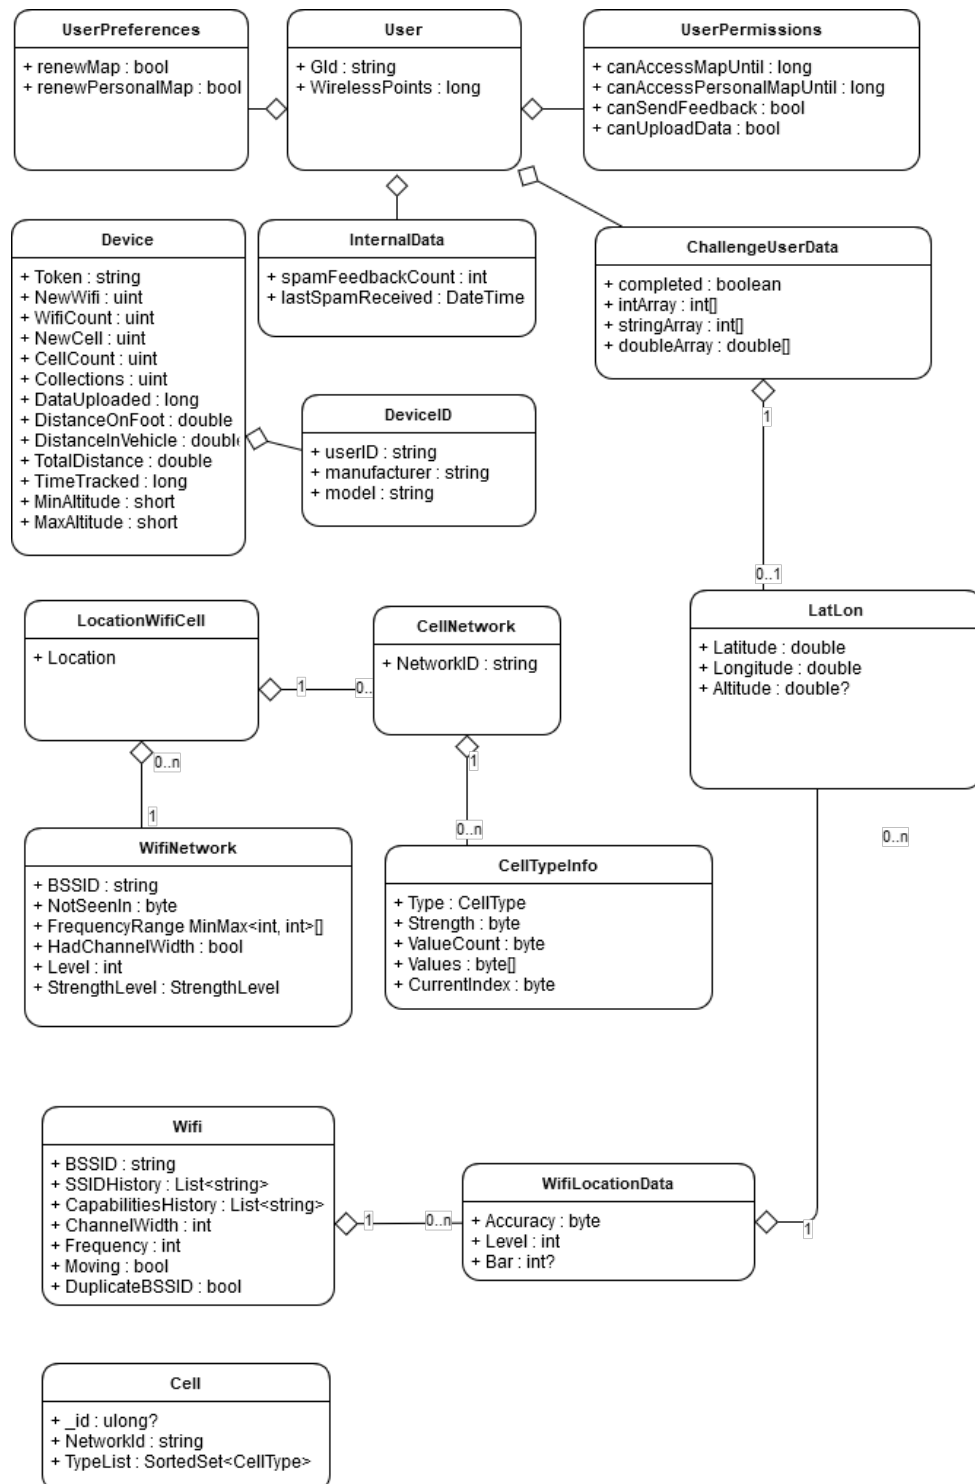 UserPreferences
+ renewMap : bool
+ renewPersonalMap : bool
User
+ GId : string
+ WirelessPoints : long
UserPermissions
+ canAccessMapUntil : long
+ canAccessPersonalMapUntil : long
+ canSendFeedback : bool
+ canUploadData : bool
Device
+ Token : string
+ NewWifi : uint
+ WifiCount : uint
+ NewCell : uint
+ CellCount : uint
+ Collections : uint
+ DataUploaded : long
+ DistanceOnFoot : double
+ DistanceInVehicle : double
+ TotalDistance : double
+ TimeTracked : long
+ MinAltitude : short
+ MaxAltitude : short
InternalData
+ spamFeedbackCount : int
+ lastSpamReceived : DateTime
ChallengeUserData
+ completed : boolean
+ intArray : int[]
+ stringArray : int[]
+ doubleArray : double[]
1
0..1
DeviceID
+ userID : string
+ manufacturer : string
+ model : string
LocationWifiCell
+ Location
1
0..
CellNetwork
+ NetworkID : string
LatLon
+ Latitude : double
+ Longitude : double
+ Altitude : double?
0..n
1
1
0..n
0..n
WifiNetwork
+ BSSID : string
+ NotSeenIn : byte
+ FrequencyRange MinMax<int, int>[]
+ HadChannelWidth : bool
+ Level : int
+ StrengthLevel : StrengthLevel
CellTypeInfo
+ Type : CellType
+ Strength : byte
+ ValueCount : byte
+ Values : byte[]
+ CurrentIndex : byte
Wifi
+ BSSID : string
+ SSIDHistory : List<string>
+ CapabilitiesHistory : List<string>
+ ChannelWidth : int
+ Frequency : int
+ Moving : bool
+ DuplicateBSSID : bool
1
0..n
WifiLocationData
+ Accuracy : byte
+ Level : int
+ Bar : int?
1
Cell
+ _id : ulong?
+ NetworkId : string
+ TypeList : SortedSet<CellType>